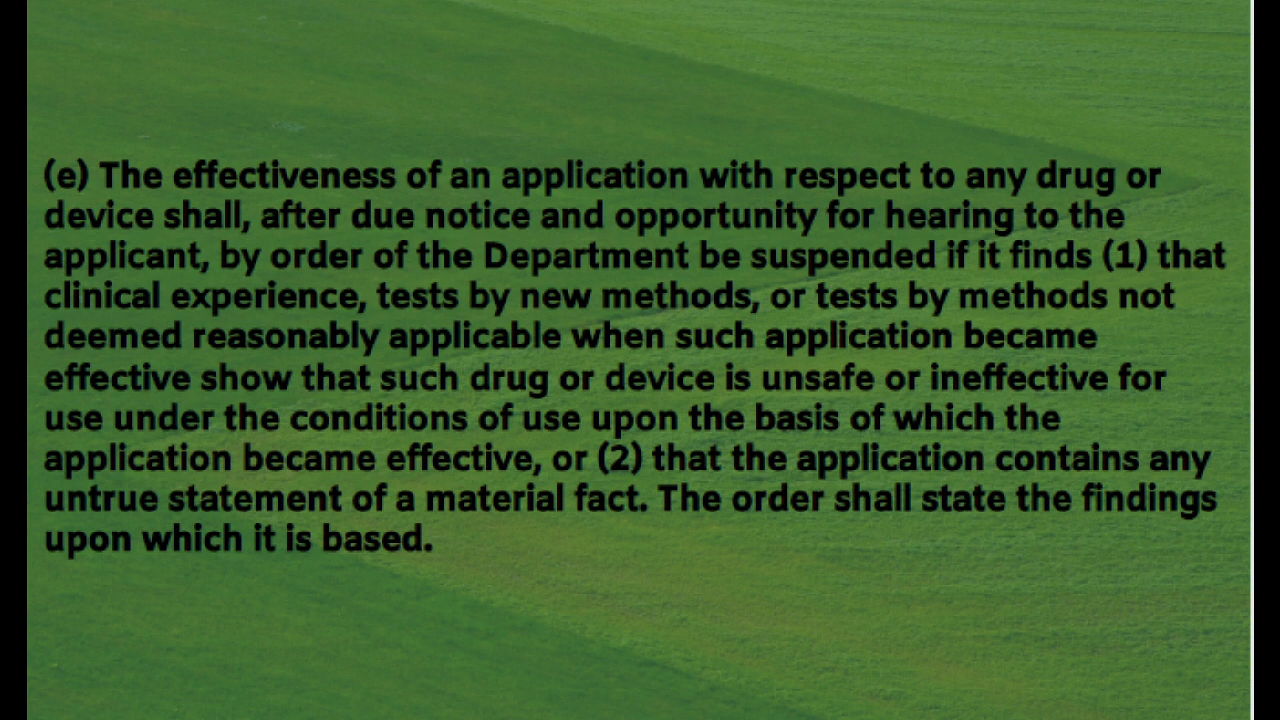 (e) The effectiveness of an application with respect to any drug or
device shall, after due notice and opportunity for hearing to the
applicant, by order of the Department be suspended if it finds (1) that
clinical experience, tests by new methods, or tests by methods not
deemed reasonably applicable when such application became
effective show that such drug or device is unsafe or ineffective for
use under the conditions of use upon the basis of which the
application became effective, or (2) that the application contains any
untrue statement of a material fact. The order shall state the findings
upon which it is based.